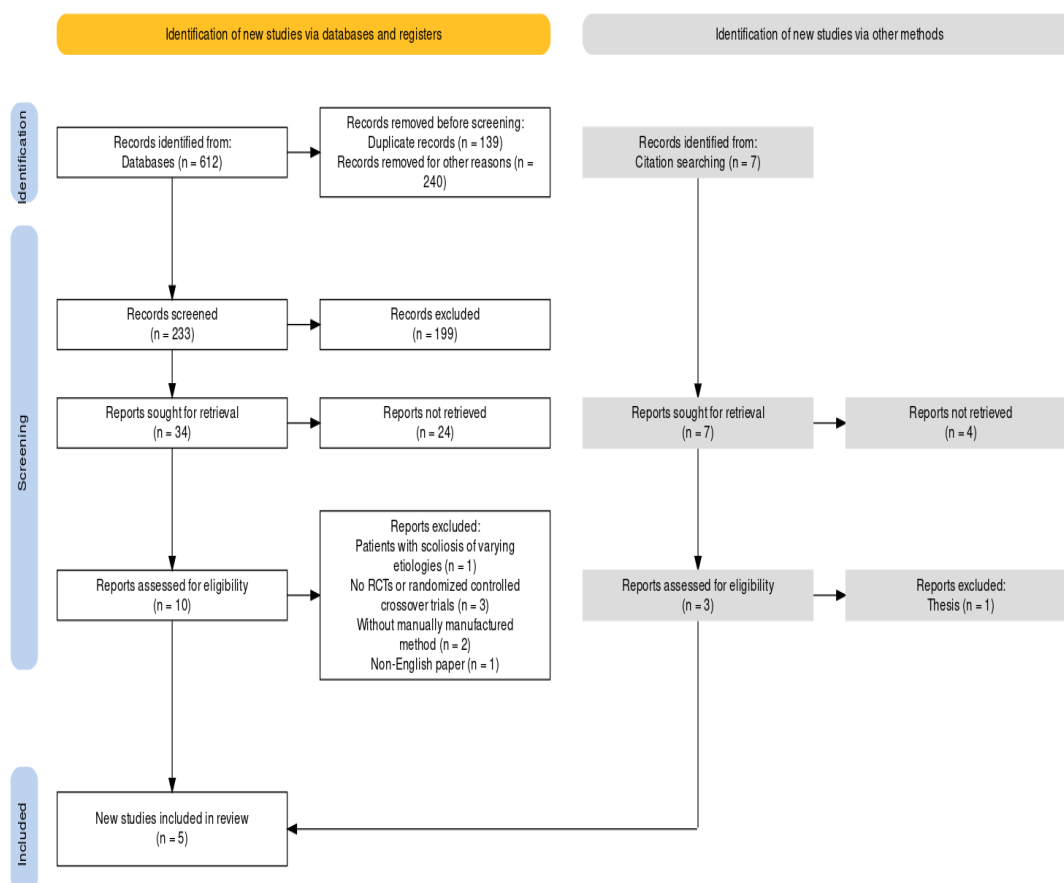 Identification of new studies via databases and registers
Identification of new studies via other methods
Identification
Records identified from:
Databases (n = 612)
Records removed before screening:
Duplicate records (n = 139)
Records removed for other reasons (n =
240)
Records identified from:
Citation searching (n = 7)
Screening
Records screened
(n = 233)
Records excluded
(n = 199)
Reports sought for retrieval
(n = 34)
Reports not retrieved
(n = 24)
Reports sought for retrieval
(n = 7)
Reports not retrieved
(n = 4)
Reports assessed for eligibility
(n = 10)
Reports excluded:
Patients with scoliosis of varying
etiologies (n = 1)
No RCTs or randomized controlled
crossover trials (n = 3)
Without manually manufactured
method (n = 2)
Non-English paper (n = 1)
Reports assessed for eligibility
(n = 3)
Reports excluded:
Thesis (n = 1)
Included
New studies included in review
(n = 5)